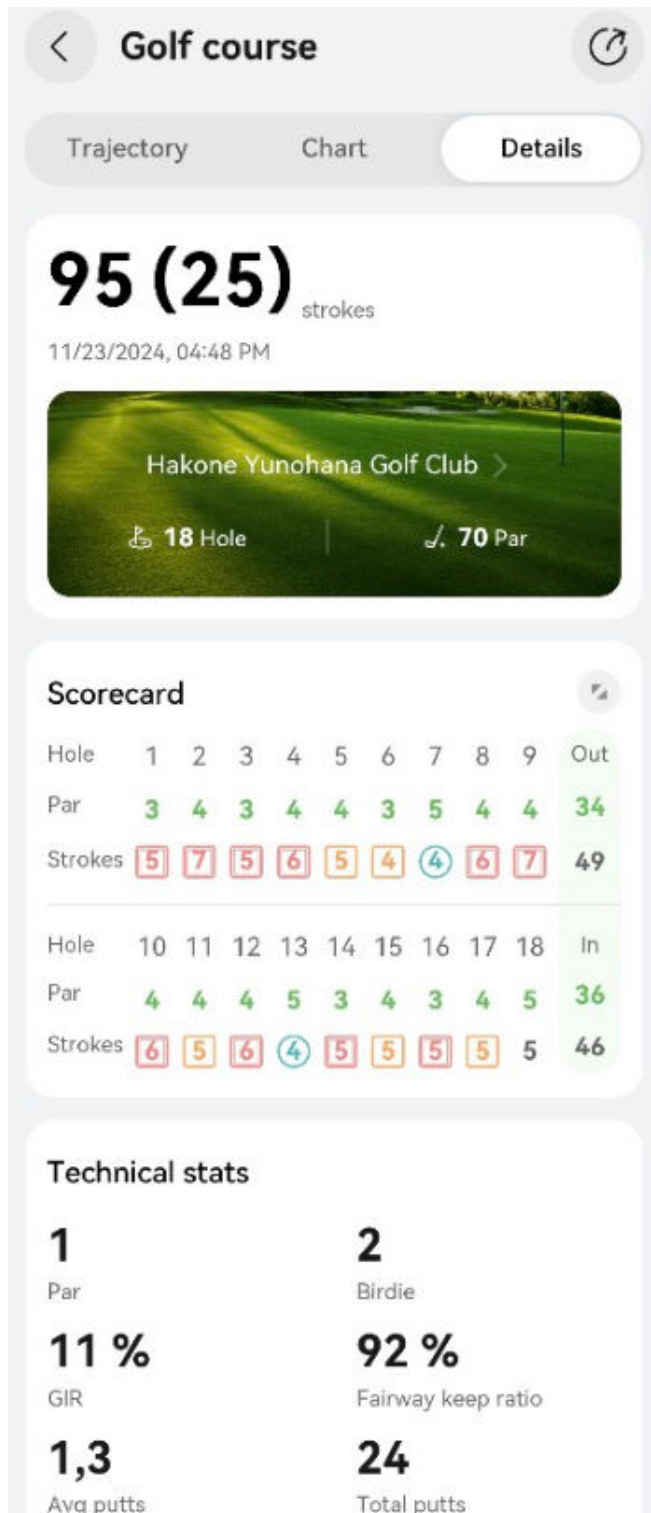 Golf course
Trajectory Chart Details
95 (25) strokes
11/23/2024, 04:48 PM
Hakone Yunohana Golf Club
18 Hole 70 Par
Scorecard
Hole 1 2 3 4 5 6 7 8 9 Out
Par 3 4 3 4 4 3 5 4 4 34
Strokes 5 7 5 6 5 4 4 6 7 49
Hole 10 11 12 13 14 15 16 17 18 In
Par 4 4 4 5 3 4 3 4 5 36
Strokes 6 5 6 4 5 5 5 5 5 46
Technical stats
1 2
Par Birdie
11 % 92 %
GIR Fairway keep ratio
1,3 24
Avg putts Total putts